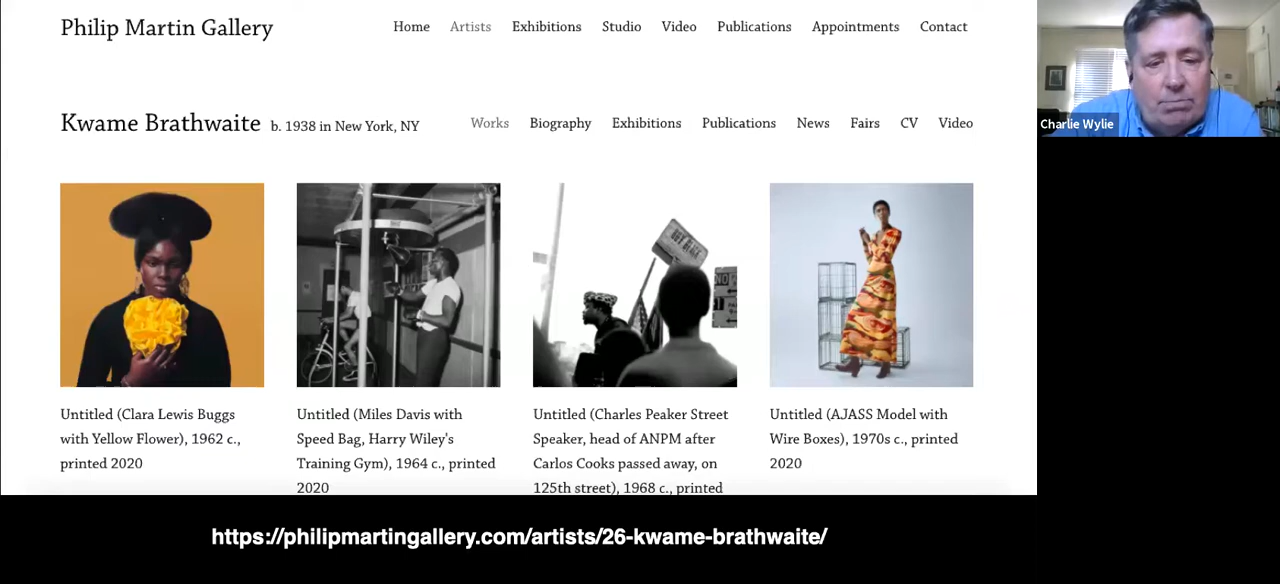 Philip Martin Gallery
Home Artists Exhibitions Studio Video Publications Appointments Contact
Charlie Wylie
Kwame Brathwaite b. 1938 in New York, NY
Works Biography Exhibitions Publications News Fairs CV Video
BUY BLACK
Untitled (Clara Lewis Buggs
with Yellow Flower), 1962 c.,
printed 2020
Untitled (Miles Davis with
Speed Bag, Harry Wiley's
Training Gym), 1964 c., printed
2020
Untitled (Charles Peaker Street
Speaker, head of ANPM after
Carlos Cooks passed away, on
125th street), 1968 c., printed
Untitled (AJASS Model with
Wire Boxes), 1970s c., printed
2020
https://philipmartingallery.com/artists/26-kwame-brathwaite/